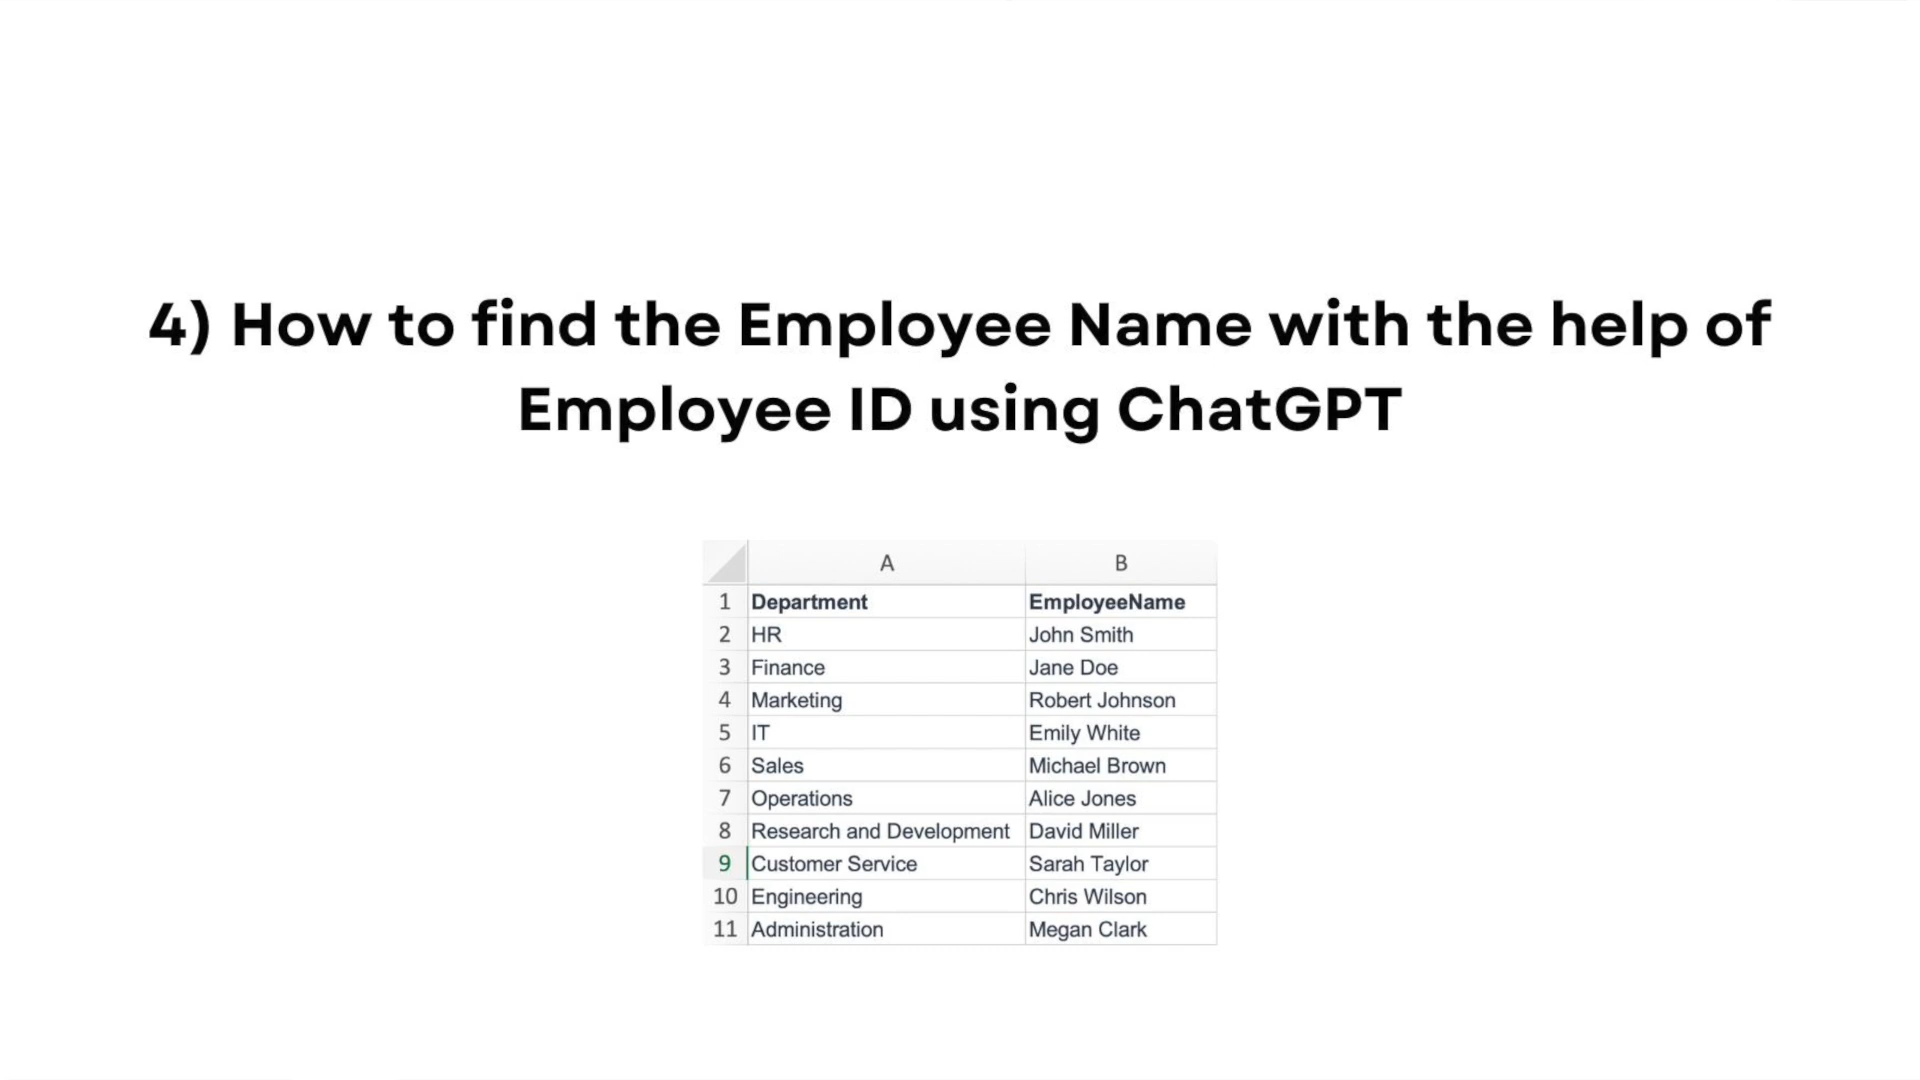 4) How to find the Employee Name with the help of
Employee ID using ChatGPT
A B
1 Department EmployeeName
2 HR John Smith
3 Finance Jane Doe
4 Marketing Robert Johnson
5 IT Emily White
6 Sales Michael Brown
7 Operations Alice Jones
8 Research and Development David Miller
9 Customer Service Sarah Taylor
10 Engineering Chris Wilson
11 Administration Megan Clark